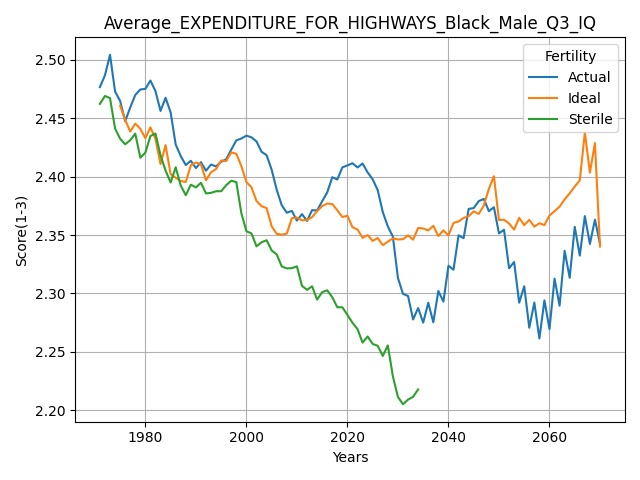 Average_EXPENDITURE_FOR_HIGHWAYS_Black_Male_Q3_IQ
Fertility
Actual
Ideal
Sterile
Score(1-3)
2.50
2.45
2.40
2.35
2.30
2.25
2.20
1980 2000 2020 2040 2060
Years